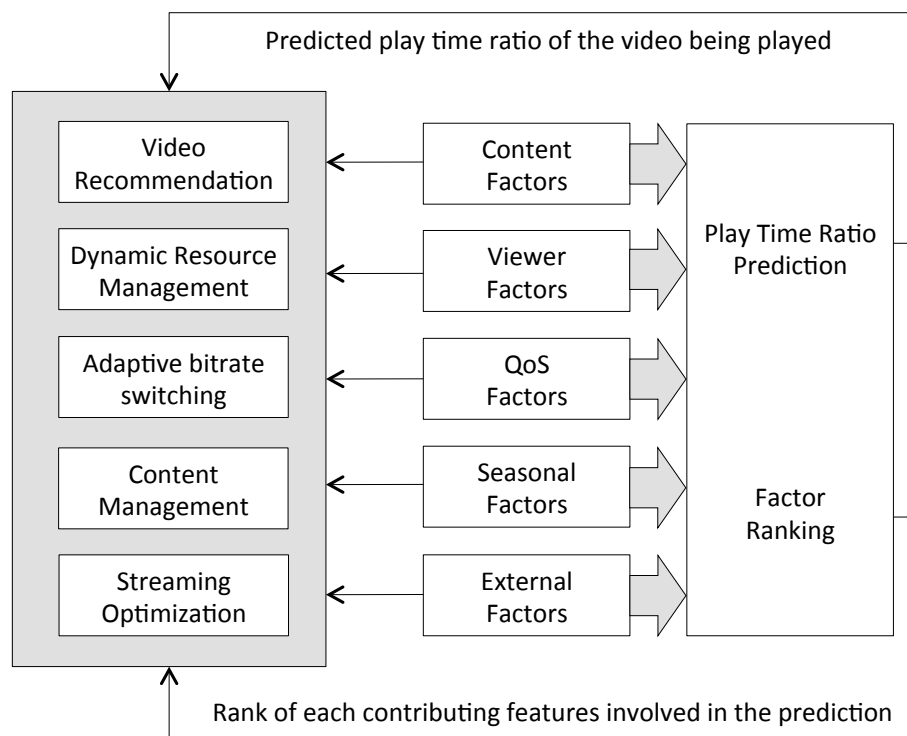 Predicted play time ratio of the video being played
Video
Recommendation
Dynamic Resource
Management
Adaptive bitrate
switching
Content
Management
Streaming
Optimization
Content
Factors
Viewer
Factors
QoS
Factors
Seasonal
Factors
External
Factors
Play Time Ratio
Prediction
Factor
Ranking
Rank of each contributing features involved in the prediction